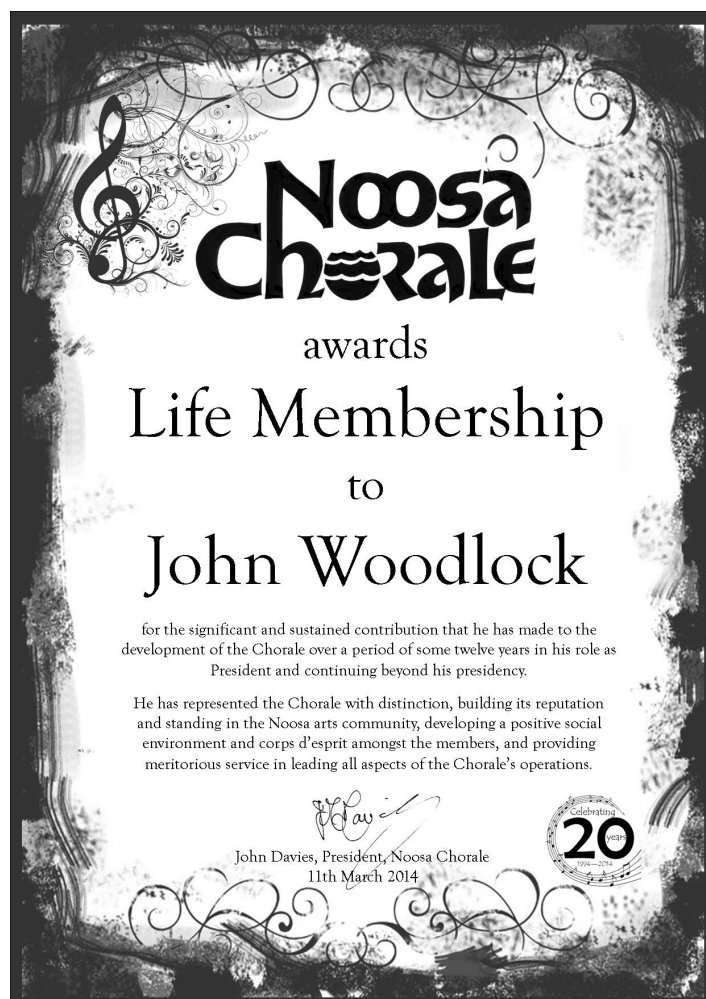 Noosa
Chorale
awards
Life Membership
to
John Woodlock
for the significant and sustained contribution that he has made to the
development of the Chorale over a period of some twelve years in his role as
President and continuing beyond his presidency.
He has represented the Chorale with distinction, building its reputation
and standing in the Noosa arts community, developing a positive social
environment and corps d'esprit amongst the members, and providing
meritorious service in leading all aspects of the Chorale's operations.
Celebrating
20
years
1994—2014
John Davies, President, Noosa Chorale
11th March 2014